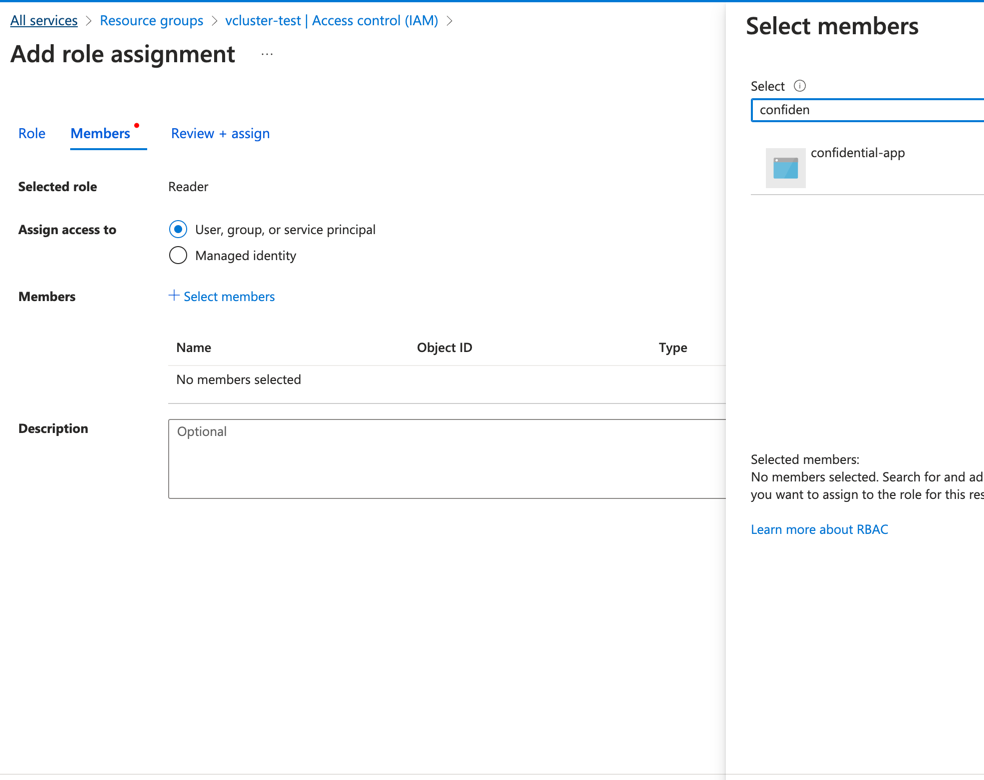 All services > Resource groups > vcluster-test | Access control (IAM) >
Add role assignment ...
Role Members Review + assign
Selected role Reader
Assign access to User, group, or service principal
Managed identity
Members + Select members
Name Object ID Type
No members selected
Description Optional
Select members
Select
confiden
confidential-app
Selected members:
No members selected. Search for and ad
you want to assign to the role for this res
Learn more about RBAC